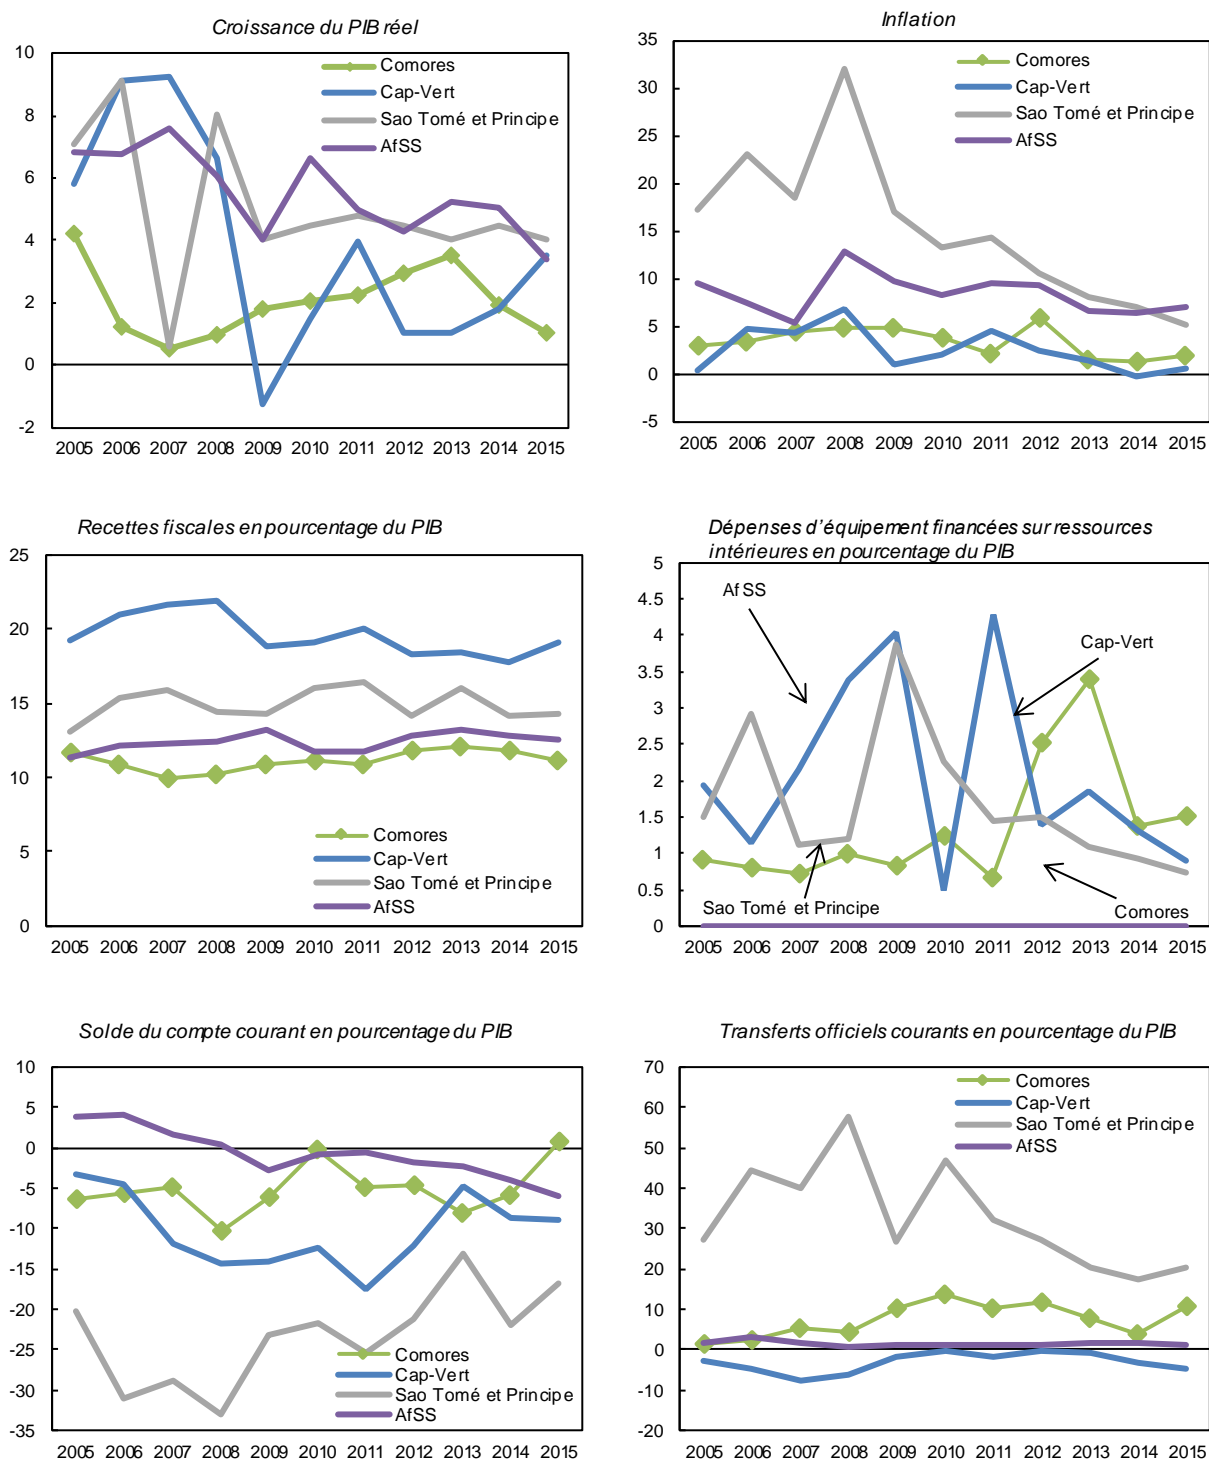 Croissance du PIB réel
10
8
6
4
2
0
-2
Comores
Cap-Vert
Sao Tomé et Principe
AfSS
2005 2006 2007 2008 2009 2010 2011 2012 2013 2014 2015
Inflation
35
30
25
20
15
10
5
0
-5
Comores
Cap-Vert
Sao Tomé et Principe
AfSS
2005 2006 2007 2008 2009 2010 2011 2012 2013 2014 2015
Recettes fiscales en pourcentage du PIB
25
20
15
10
5
0
Comores
Cap-Vert
Sao Tomé et Principe
AfSS
2005 2006 2007 2008 2009 2010 2011 2012 2013 2014 2015
Dépenses d'équipement financées sur ressources
intérieures en pourcentage du PIB
5
4.5
4
3.5
3
2.5
2
1.5
1
0.5
0
AfSS
Cap-Vert
Sao Tomé et Principe
Comores
2005 2006 2007 2008 2009 2010 2011 2012 2013 2014 2015
Solde du compte courant en pourcentage du PIB
10
5
0
-5
-10
-15
-20
-25
-30
-35
Comores
Cap-Vert
Sao Tomé et Principe
AfSS
2005 2006 2007 2008 2009 2010 2011 2012 2013 2014 2015
Transferts officiels courants en pourcentage du PIB
70
60
50
40
30
20
10
0
-10
-20
Comores
Cap-Vert
Sao Tomé et Principe
AfSS
2005 2006 2007 2008 2009 2010 2011 2012 2013 2014 2015